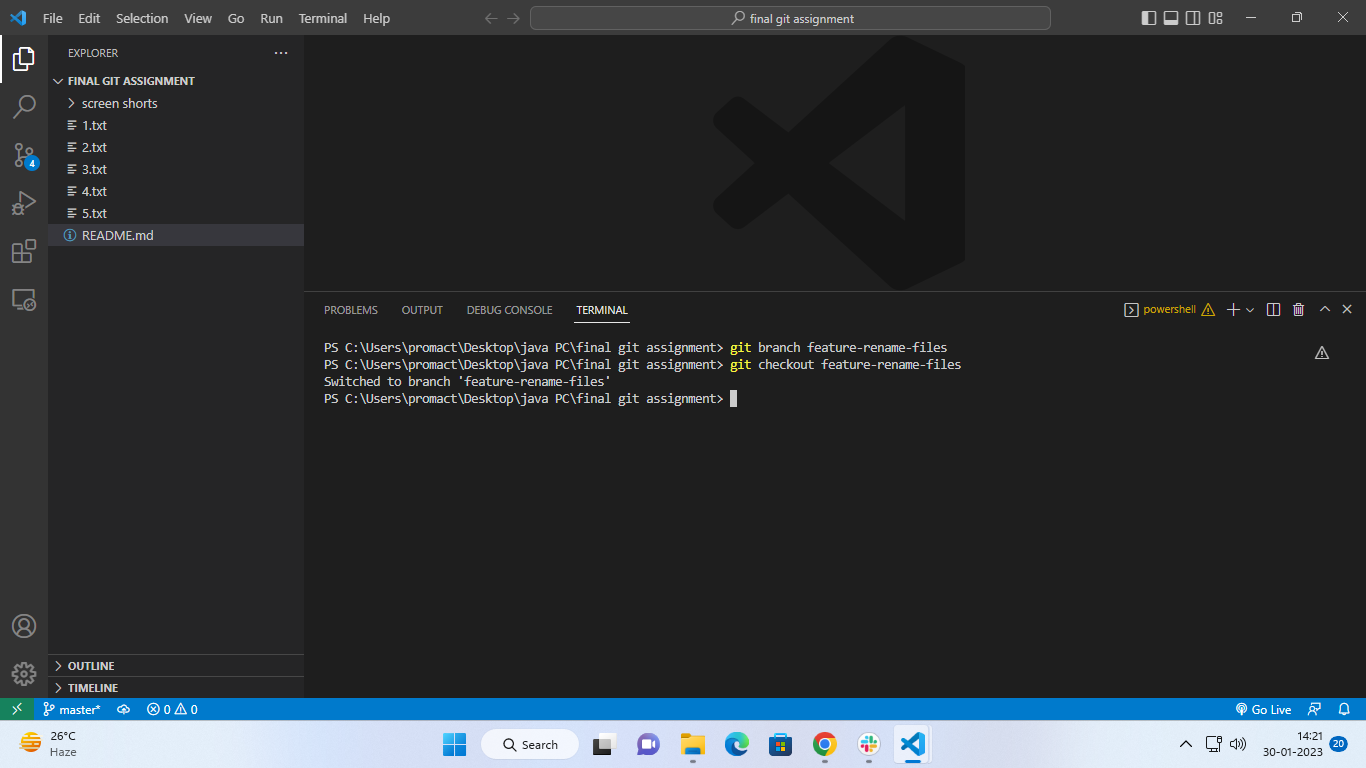 File Edit Selection View Go Run Terminal Help
final git assignment
EXPLORER
FINAL GIT ASSIGNMENT
screen shorts
1.txt
2.txt
3.txt
4.txt
5.txt
README.md
4
PROBLEMS OUTPUT DEBUG CONSOLE TERMINAL
powershell
PS C:\Users\promact\Desktop\java PC\final git assignment> git branch feature-rename-files
PS C:\Users\promact\Desktop\java PC\final git assignment> git checkout feature-rename-files
Switched to branch 'feature-rename-files'
PS C:\Users\promact\Desktop\java PC\final git assignment>
OUTLINE
TIMELINE
master* 0 0 Go Live
26°C
Haze
Search
14:21
30-01-2023
20